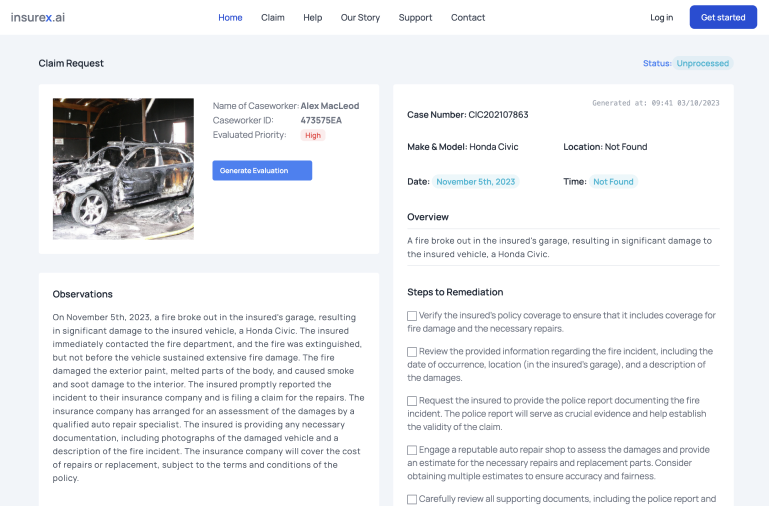 insurex.ai
Home Claim Help Our Story Support Contact
Log in Get started
Claim Request
Status: Unprocessed
Name of Caseworker: Alex MacLeod
Caseworker ID: 473575EA
Evaluated Priority: High
Generate Evaluation
Observations
On November 5th, 2023, a fire broke out in the insured's garage, resulting
in significant damage to the insured vehicle, a Honda Civic. The insured
immediately contacted the fire department, and the fire was extinguished,
but not before the vehicle sustained extensive fire damage. The fire
damaged the exterior paint, melted parts of the body, and caused smoke
and soot damage to the interior. The insured promptly reported the
incident to their insurance company and is filing a claim for the repairs. The
insurance company has arranged for an assessment of the damages by a
qualified auto repair specialist. The insured is providing any necessary
documentation, including photographs of the damaged vehicle and a
description of the fire incident. The insurance company will cover the cost
of repairs or replacement, subject to the terms and conditions of the
policy.
Generated at: 09:41 03/10/2023
Case Number: CIC202107863
Make & Model: Honda Civic Location: Not Found
Date: November 5th, 2023 Time: Not Found
Overview
A fire broke out in the insured's garage, resulting in significant damage to
the insured vehicle, a Honda Civic.
Steps to Remediation
Verify the insured's policy coverage to ensure that it includes coverage for
fire damage and the necessary repairs.
Review the provided information regarding the fire incident, including the
date of occurrence, location (in the insured's garage), and a description of
the damages.
Request the insured to provide the police report documenting the fire
incident. The police report will serve as crucial evidence and help establish
the validity of the claim.
Engage a reputable auto repair shop to assess the damages and provide
an estimate for the necessary repairs and replacement parts. Consider
obtaining multiple estimates to ensure accuracy and fairness.
Carefully review all supporting documents, including the police report and